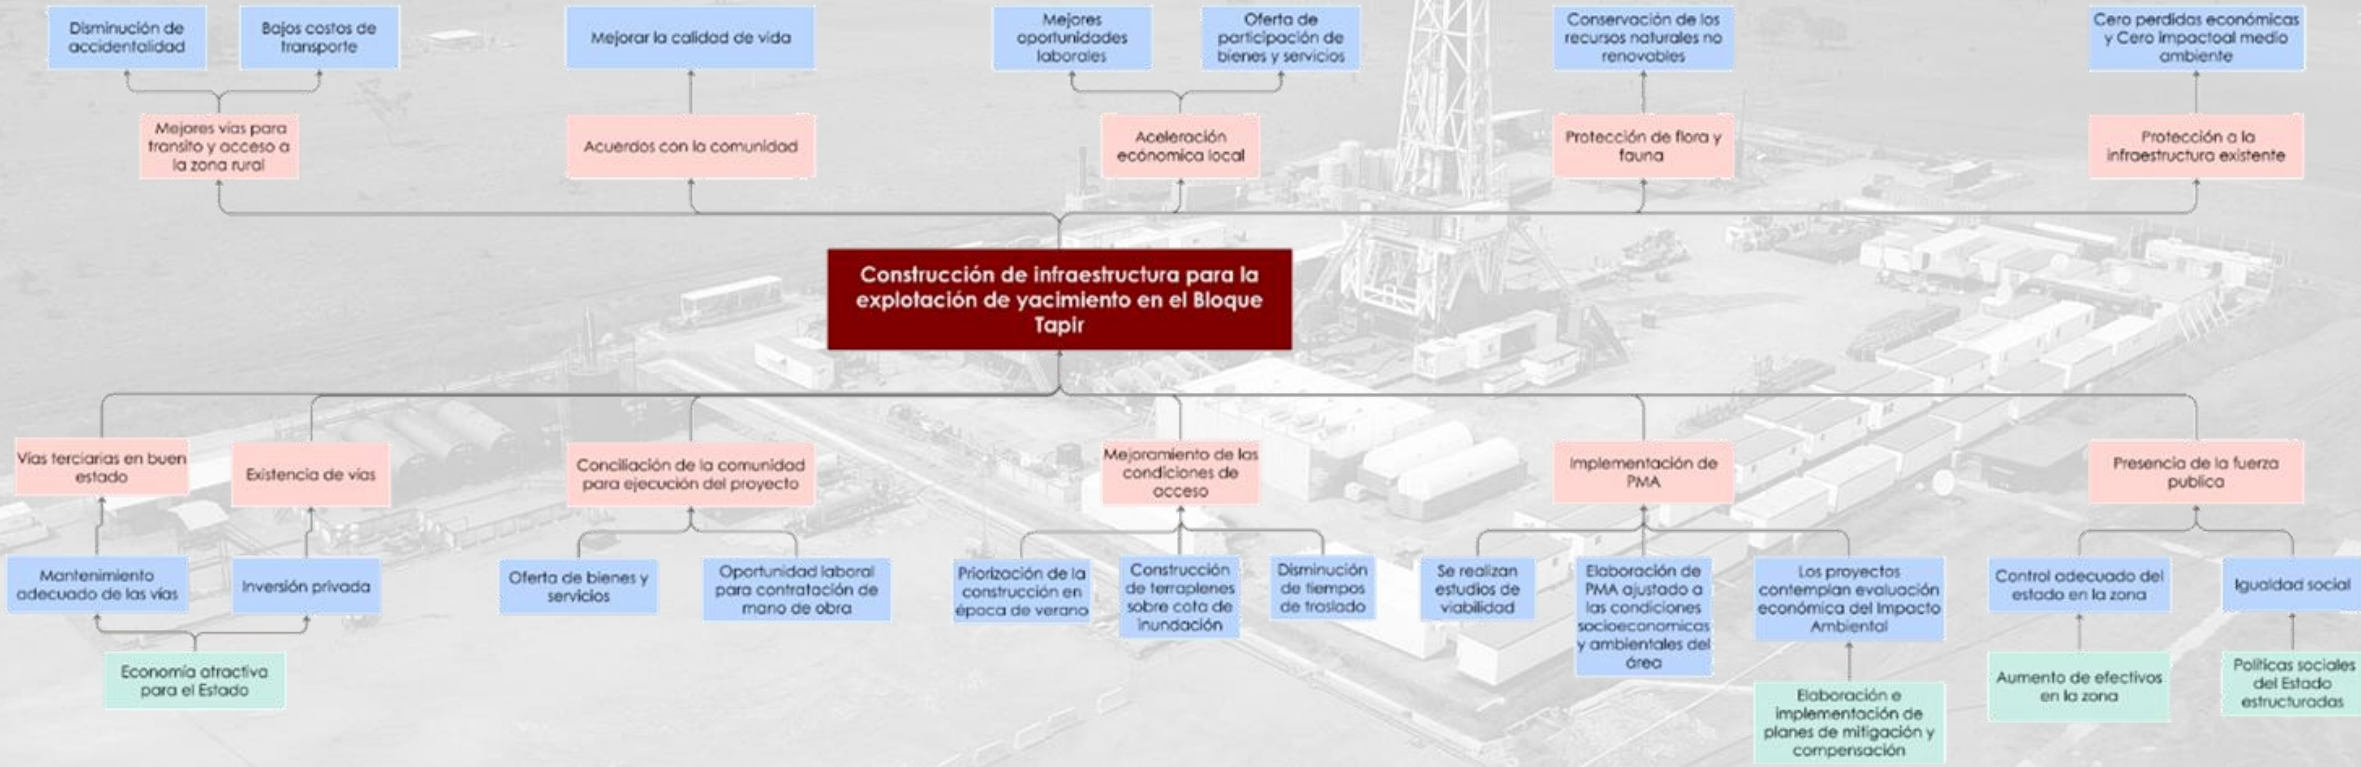 Disminución de
accidentalidad
Bajos costos de
transporte
Mejorar la calidad de vida
Mejores
oportunidades
laborales
Oferta de
participación de
bienes y servicios
Conservación de los
recursos naturales no
renovables
Cero perdidas económicas
y Cero impactoal medio
ambiente
Mejores vías para
transito y acceso a
la zona rural
Acuerdos con la comunidad
Aceleración
ecónomica local
Protección de flora y
fauna
Protección a la
infraestructura existente
Construcción de infraestructura para la
explotación de yacimiento en el Bloque
Tapir
Vías terciarias en buen
estado
Existencia de vías
Conciliación de la comunidad
para ejecución del proyecto
Mejoramiento de las
condiciones de
acceso
Implementación de
PMA
Presencia de la fuerza
publica
Mantenimiento
adecuado de las vías
Inversión privada
Oferta de bienes y
servicios
Oportunidad laboral
para contratación de
mano de obra
Priorización de la
construcción en
época de verano
Construcción
de terraplenes
sobre cota de
inundación
Disminución
de tiempos
de traslado
Se realizan
estudios de
viabilidad
Elaboración de
PMA ajustado a
las condiciones
socioeconomicas
y ambientales del
área
Los proyectos
contemplan evaluación
económica del Impacto
Ambiental
Control adecuado del
estado en la zona
Igualdad social
Economía atractiva
para el Estado
Elaboración e
implementación de
planes de mitigación y
compensación
Aumento de efectivos
en la zona
Políticas sociales
del Estado
estructuradas